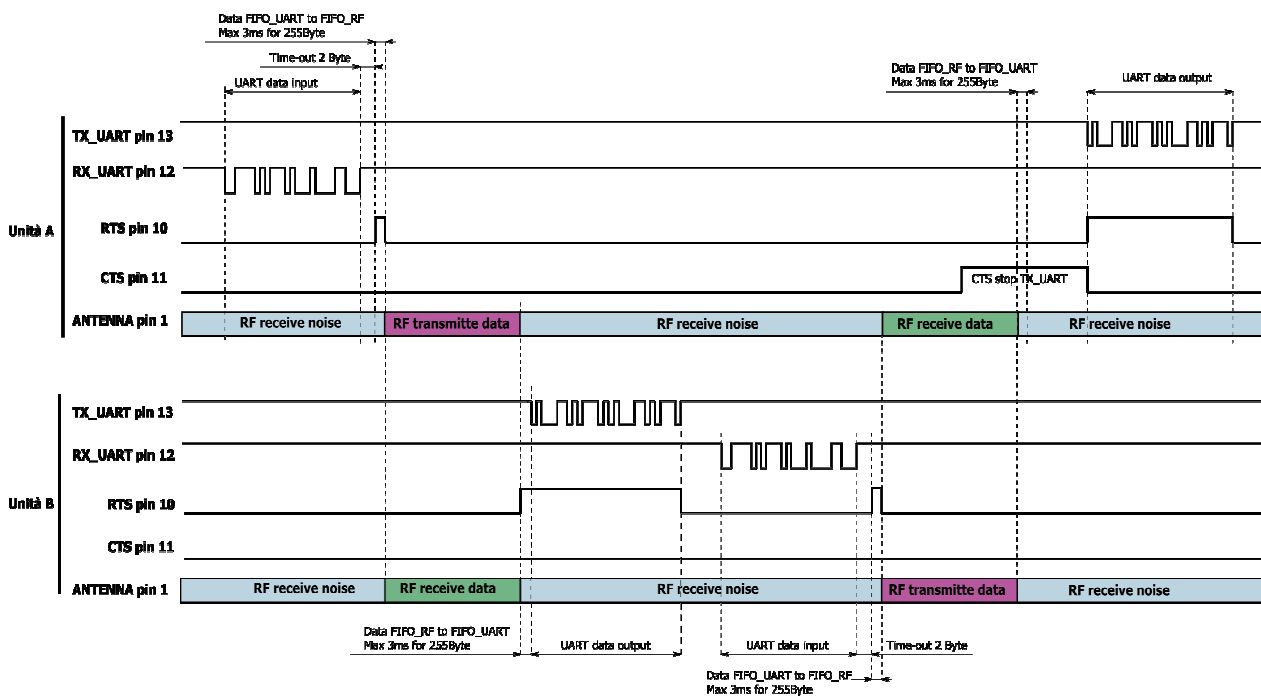 Data FIFO_UART to FIFO_RF
Max 3ms for 255Byte
Time-out 2 Byte
UART data input
Data FIFO_RF to FIFO_UART
Max 3ms for 255Byte
UART data output
Unità A
TX_UART pin 13
RX_UART pin 12
RTS pin 10
CTS pin 11
CTS stop TX_UART
ANTENNA pin 1
RF receive noise
RF transmitte data
RF receive noise
RF receive data
RF receive noise
Unità B
TX_UART pin 13
RX_UART pin 12
RTS pin 10
CTS pin 11
ANTENNA pin 1
RF receive noise
RF receive data
RF receive noise
RF transmitte data
RF receive noise
Data FIFO_RF to FIFO_UART
Max 3ms for 255Byte
UART data output
UART data input
Time-out 2 Byte
Data FIFO_UART to FIFO_RF
Max 3ms for 255Byte